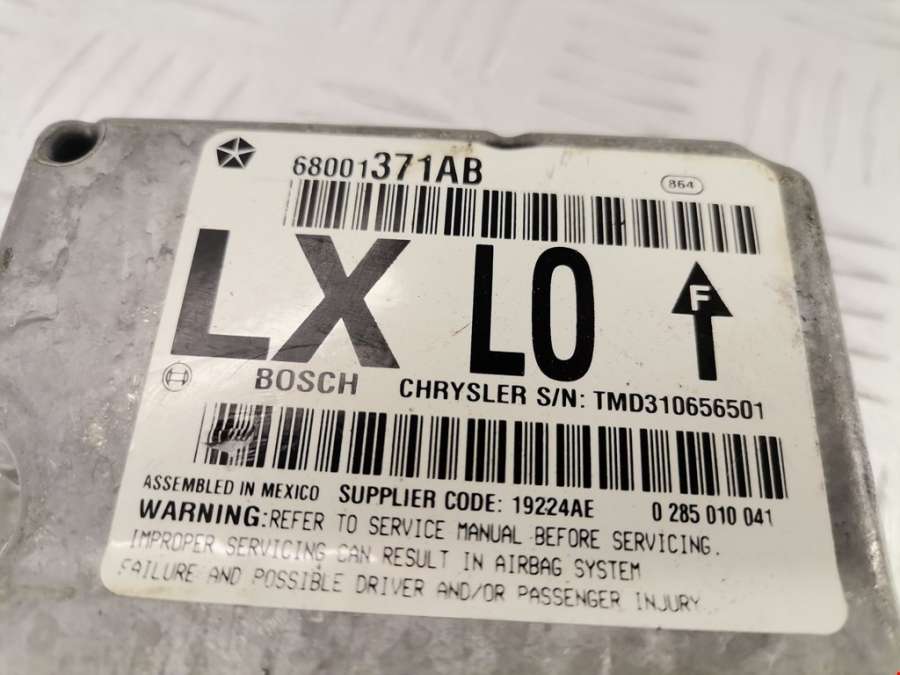 68001371AB
864
LX LO
F
BOSCH CHRYSLER S/N: TMD310656501
ASSEMBLED IN MEXICO SUPPLIER CODE: 19224AE 0 285 010 041
WARNING:REFER TO SERVICE MANUAL BEFORE SERVICING.
IMPROPER SERVICING CAN RESULT IN AIRBAG SYSTEM
FAILURE AND POSSIBLE DRIVER AND/OR PASSENGER INJURY